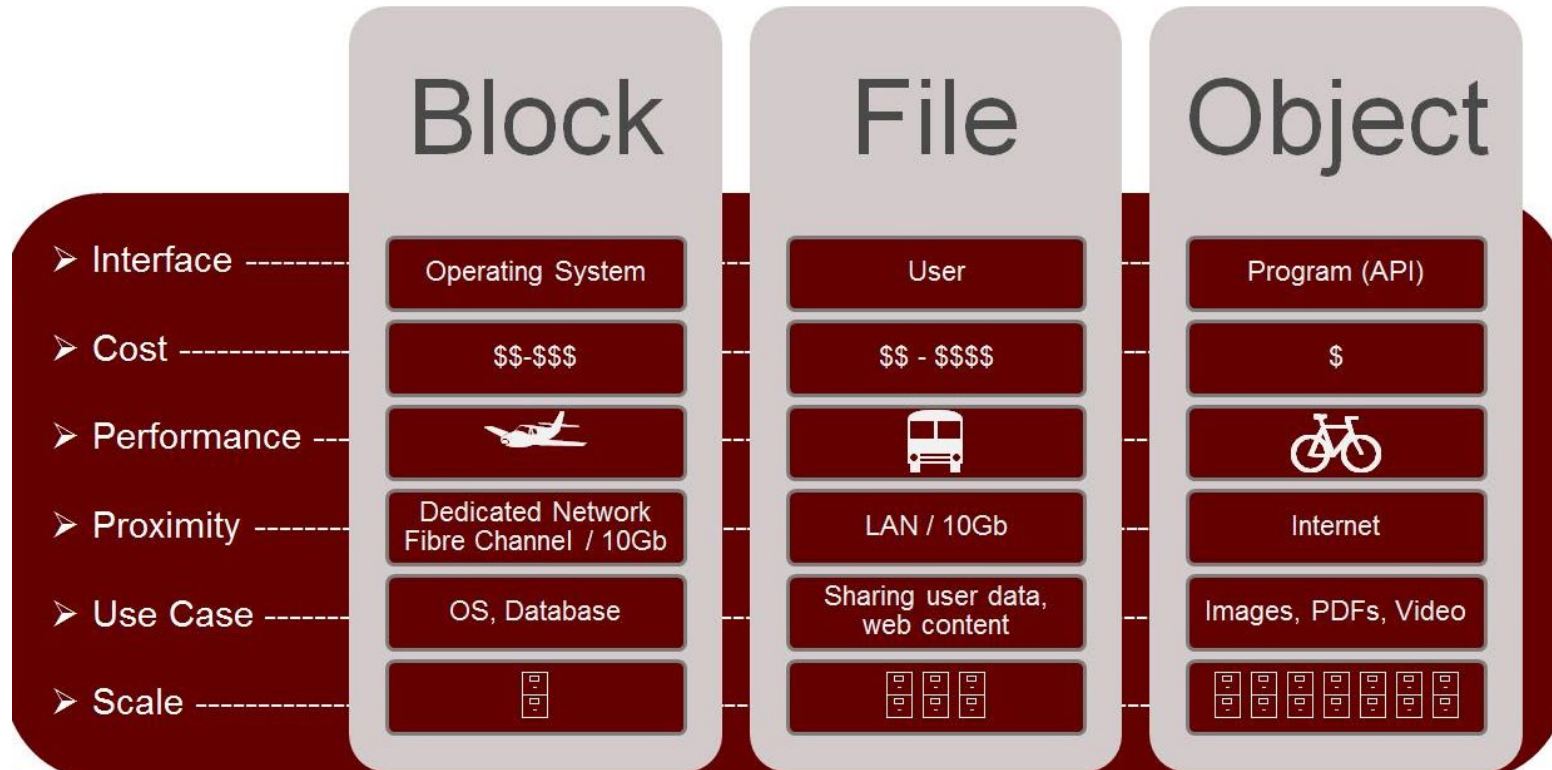 Block File Object
Interface Operating System User Program (API)
Cost $$-$$$ $$ - $$$$ $
Performance
Proximity Dedicated Network
Fibre Channel / 10Gb LAN / 10Gb Internet
Use Case OS, Database Sharing user data,
web content Images, PDFs, Video
Scale